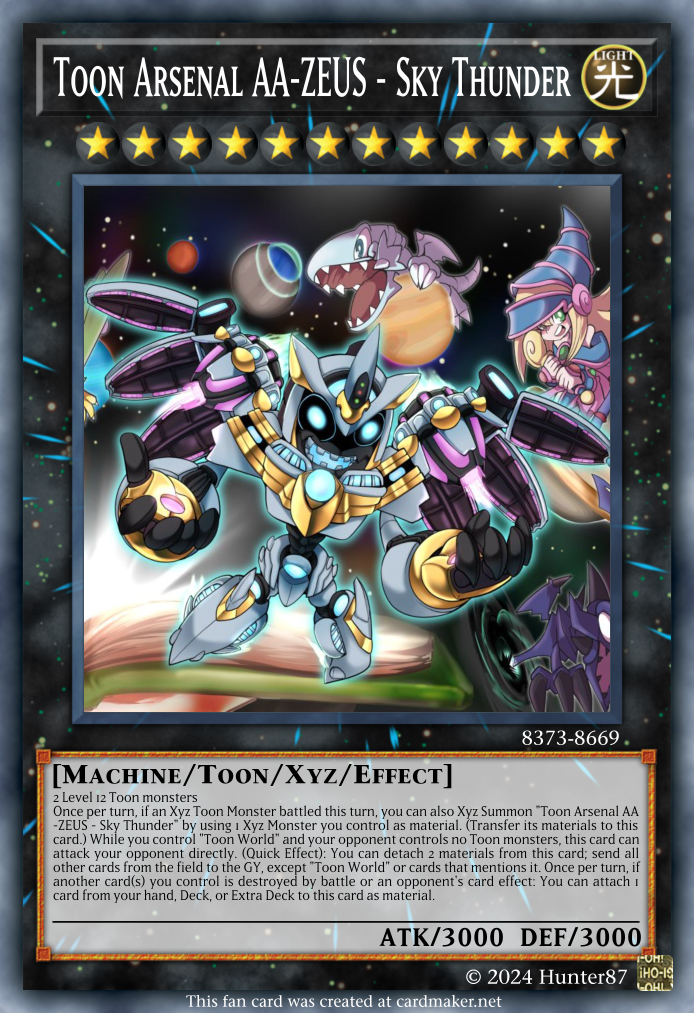 Toon Arsenal AA-ZEUS - Sky Thunder
LIGHT
光
8373-8669
[Machine/Toon/Xyz/Effect]
2 Level 12 Toon monsters
Once per turn, if an Xyz Toon Monster battled this turn, you can also Xyz Summon "Toon Arsenal AA
-ZEUS - Sky Thunder" by using 1 Xyz Monster you control as material. (Transfer its materials to this
card.) While you control "Toon World" and your opponent controls no Toon monsters, this card can
attack your opponent directly. (Quick Effect): You can detach 2 materials from this card; send all
other cards from the field to the GY, except "Toon World" or cards that mentions it. Once per turn, if
another card(s) you control is destroyed by battle or an opponent's card effect: You can attach 1
card from your hand, Deck, or Extra Deck to this card as material.
ATK/3000 DEF/3000
© 2024 Hunter87
This fan card was created at cardmaker.net